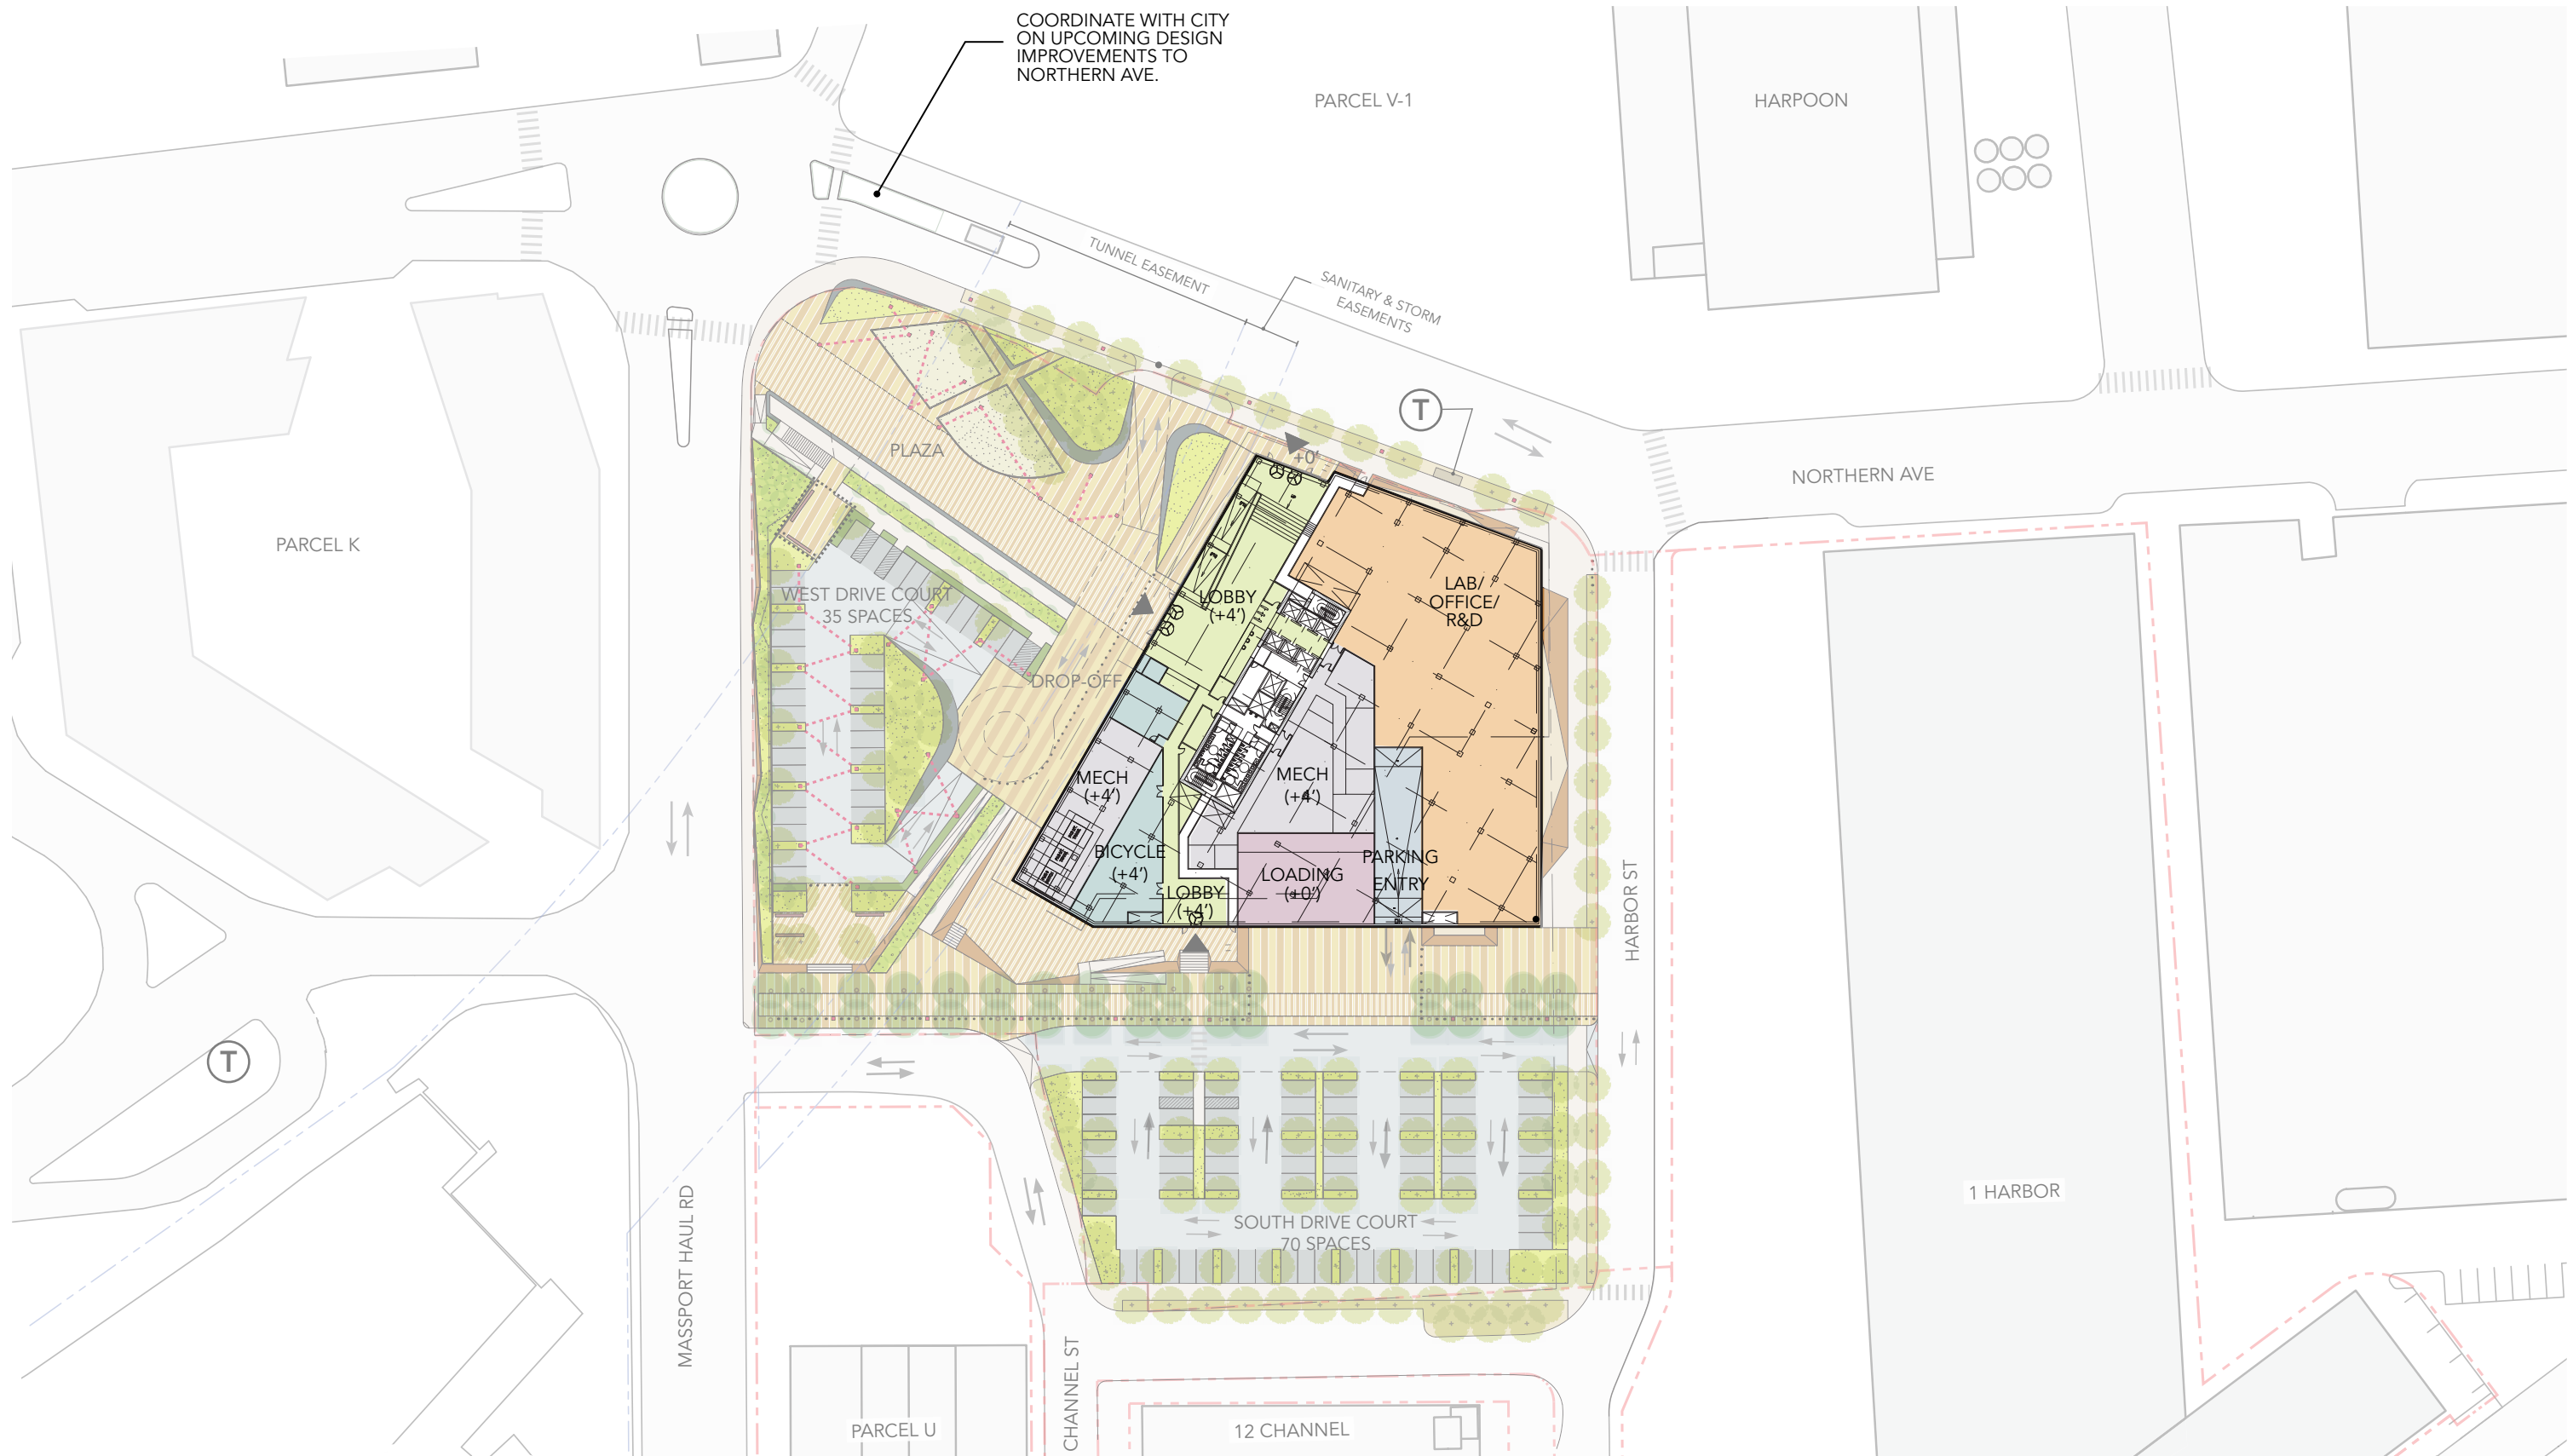 COORDINATE WITH CITY
ON UPCOMING DESIGN
IMPROVEMENTS TO
NORTHERN AVE.
PARCEL V-1
HARPOON
TUNNEL EASEMENT
SANITARY & STORM
EASEMENTS
T
+0'
PLAZA
NORTHERN AVE
PARCEL K
WEST DRIVE COURT
35 SPACES
LOBBY
(+4')
LAB/
OFFICE/
R&D
DROP-OFF
MECH
(+4')
MECH
(+4')
BICYCLE
(+4')
LOBBY
(+4')
LOADING
(±0')
PARKING
ENTRY
HARBOR ST
T
MASSPORT HAUL RD
SOUTH DRIVE COURT
70 SPACES
1 HARBOR
CHANNEL ST
PARCEL U
12 CHANNEL